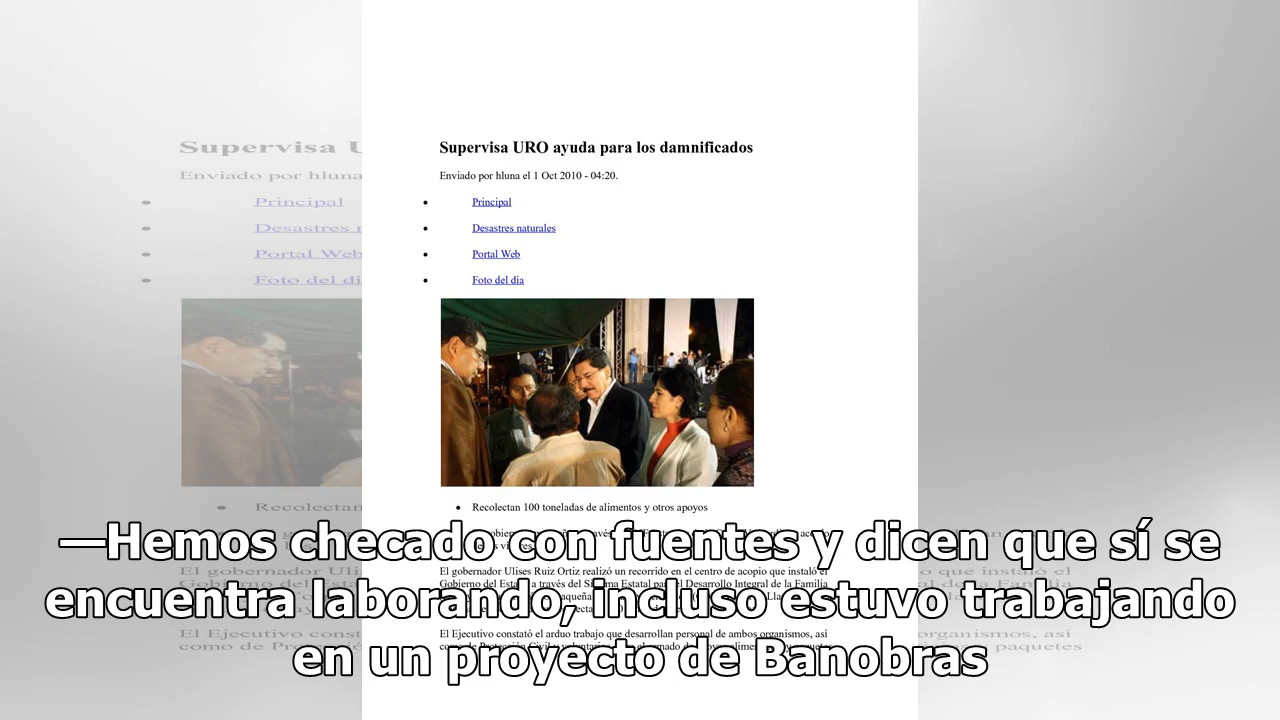 Supervisa URO ayuda para los damnificados
Enviado por hluna el 1 Oct 2010 - 04:20.
Principal
Desastres naturales
Portal Web
Foto del día
Recolectan 100 toneladas de alimentos y otros apoyos
El gobernador Ulises Ruiz Ortiz realizó un recorrido en el centro de acopio que instaló el
Gobierno del Estado a través del Sistema Estatal para el Desarrollo Integral de la Familia
El Ejecutivo constató el arduo trabajo que desarrollan personal de ambos organismos, así
—Hemos checado con fuentes y dicen que sí se
encuentra laborando, incluso estuvo trabajando
en un proyecto de Banobras